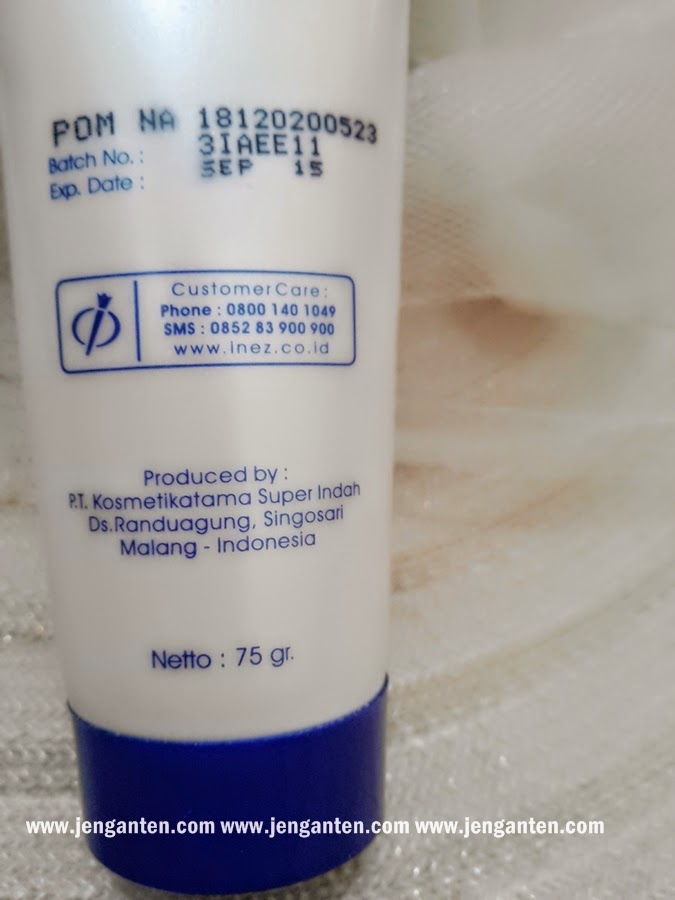 POM NA 18120200523
Batch No. : 3IAEE11
Exp. Date : SEP 15
CustomerCare :
Phone : 0800 140 1049
SMS : 0852 83 900 900
www.inez.co.id
Produced by :
P.T. Kosmetikatama Super Indah
Ds.Randuagung, Singosari
Malang - Indonesia
Netto : 75 gr.
www.jenganten.com www.jenganten.com www.jenganten.com